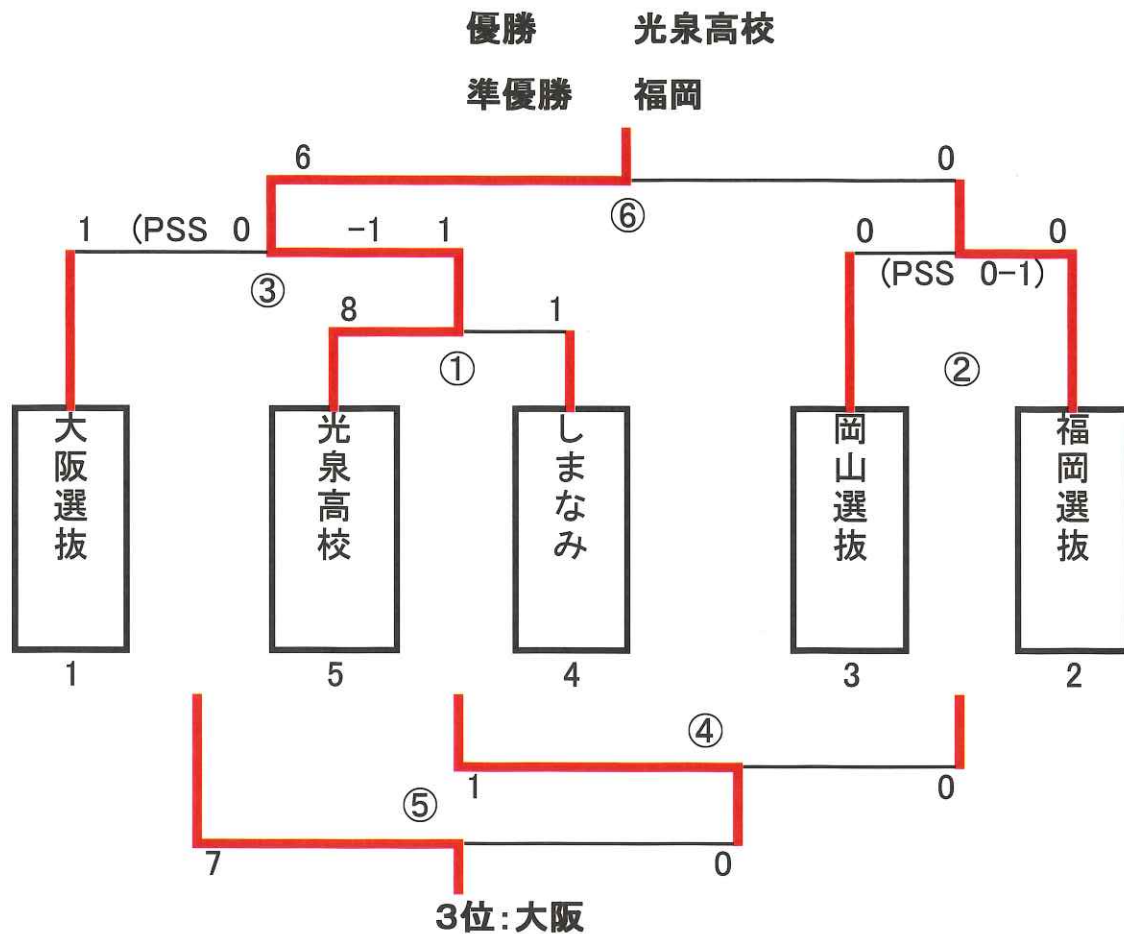 優勝 光泉高校
準優勝 福岡
6 0
⑥
1 (PSS 0 -1 1 0 0
③ (PSS 0-1)
8 1
① ②
大阪選抜
光泉高校
しまなみ
岡山選抜
福岡選抜
1 5 4 3 2
④
1 0
⑤
7 0
3位:大阪